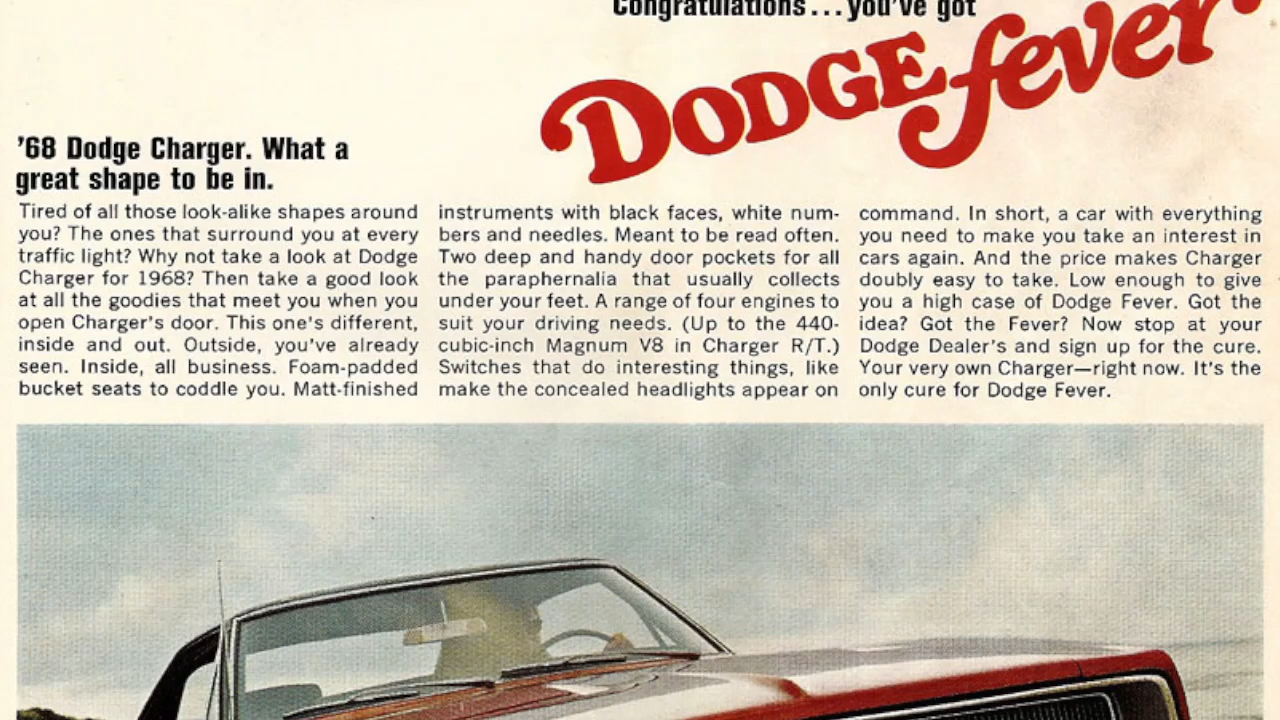 Congratulations...you've got
DODGE fever
'68 Dodge Charger. What a
great shape to be in.
Tired of all those look-alike shapes around
you? The ones that surround you at every
traffic light? Why not take a look at Dodge
Charger for 1968? Then take a good look
at all the goodies that meet you when you
open Charger's door. This one's different,
inside and out. Outside, you've already
seen. Inside, all business. Foam-padded
bucket seats to coddle you. Matt-finished
instruments with black faces, white num-
bers and needles. Meant to be read often.
Two deep and handy door pockets for all
the paraphernalia that usually collects
under your feet. A range of four engines to
suit your driving needs. (Up to the 440-
cubic-inch Magnum V8 in Charger R/T.)
Switches that do interesting things, like
make the concealed headlights appear on
command. In short, a car with everything
you need to make you take an interest in
cars again. And the price makes Charger
doubly easy to take. Low enough to give
you a high case of Dodge Fever. Got the
idea? Got the Fever? Now stop at your
Dodge Dealer's and sign up for the cure.
Your very own Charger—right now. It's the
only cure for Dodge Fever.